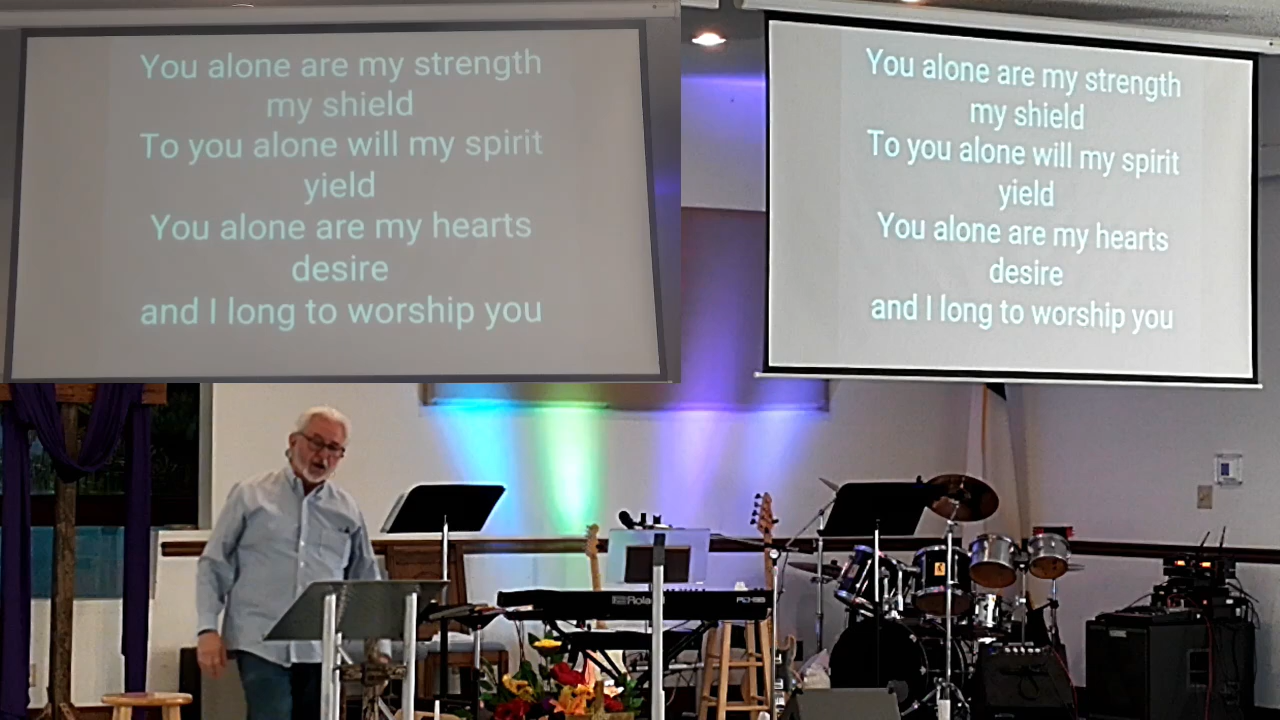 You alone are my strength
my shield
To you alone will my spirit
yield
You alone are my hearts
desire
and I long to worship you
You alone are my strength
my shield
To you alone will my spirit
yield
You alone are my hearts
desire
and I long to worship you
Roland